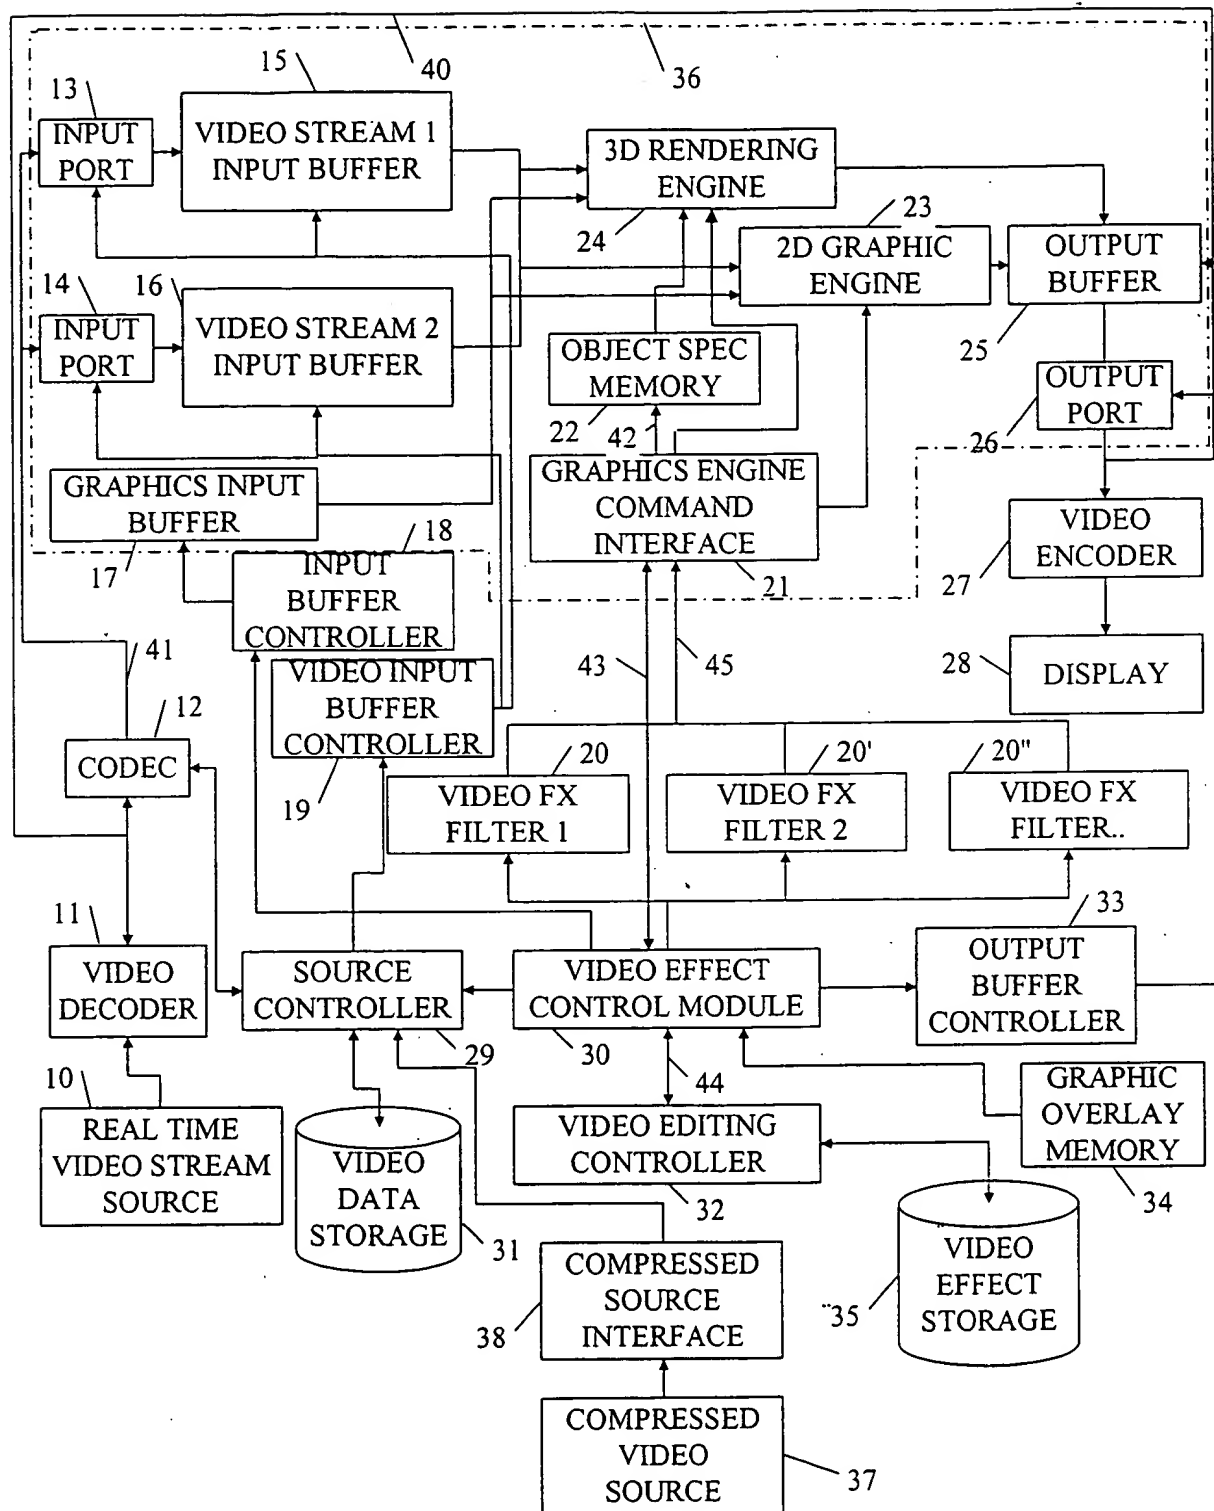 40
36
15
13
INPUT
PORT
VIDEO STREAM 1
INPUT BUFFER
3D RENDERING
ENGINE
24
23
2D GRAPHIC
ENGINE
OUTPUT
BUFFER
25
14
16
INPUT
PORT
VIDEO STREAM 2
INPUT BUFFER
OBJECT SPEC
MEMORY
22
42
OUTPUT
PORT
26
GRAPHICS INPUT
BUFFER
17
18
GRAPHICS ENGINE
COMMAND
INTERFACE
21
VIDEO
ENCODER
27
INPUT
BUFFER
CONTROLLER
41
43
45
28
DISPLAY
VIDEO INPUT
BUFFER
CONTROLLER
19
12
CODEC
20
VIDEO FX
FILTER 1
20'
VIDEO FX
FILTER 2
20"
VIDEO FX
FILTER..
11
VIDEO
DECODER
SOURCE
CONTROLLER
29
VIDEO EFFECT
CONTROL MODULE
30
33
OUTPUT
BUFFER
CONTROLLER
44
10
REAL TIME
VIDEO STREAM
SOURCE
VIDEO
DATA
STORAGE
31
VIDEO EDITING
CONTROLLER
32
GRAPHIC
OVERLAY
MEMORY
34
COMPRESSED
SOURCE
INTERFACE
38
VIDEO
EFFECT
STORAGE
35
COMPRESSED
VIDEO
SOURCE
37